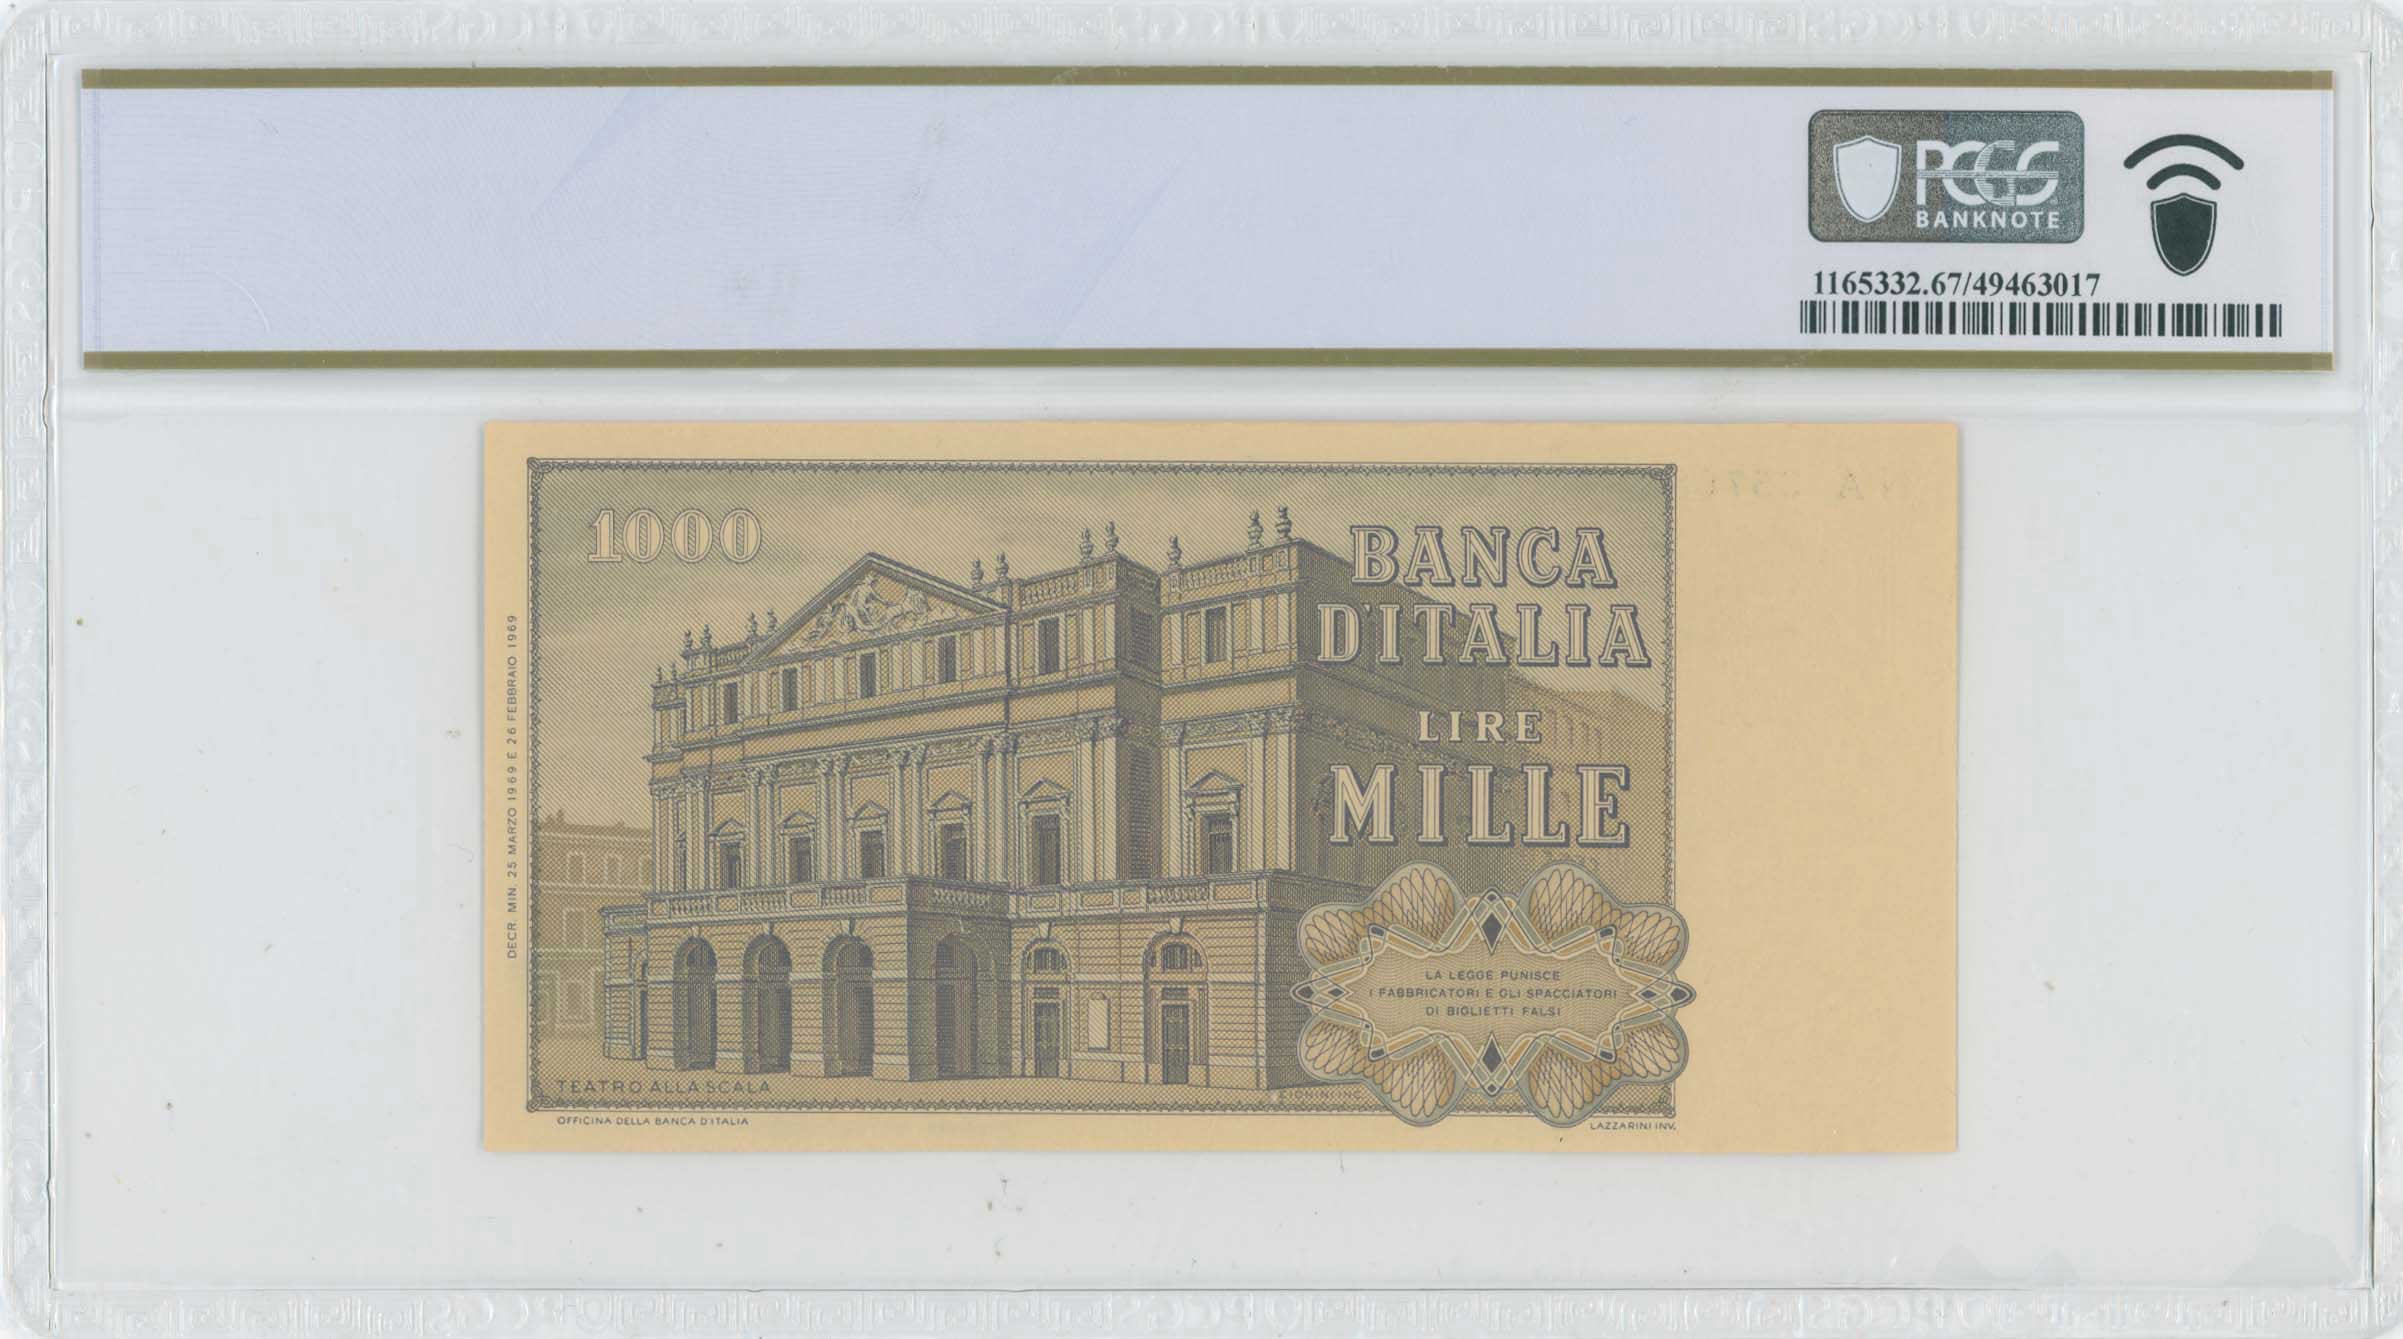 PCGS
BANKNOTE
1165332.67/49463017
1000
BANCA
D'ITALIA
LIRE
MILLE
DECR. MIN. 25 MARZO 1969 E 26 FEBBRAIO 1969
LA LEGGE PUNISCE
I FABBRICATORI E GLI SPACCIATORI
DI BIGLIETTI FALSI
TEATRO ALLA SCALA
OFFICINA DELLA BANCA D'ITALIA
LAZZARINI INV.